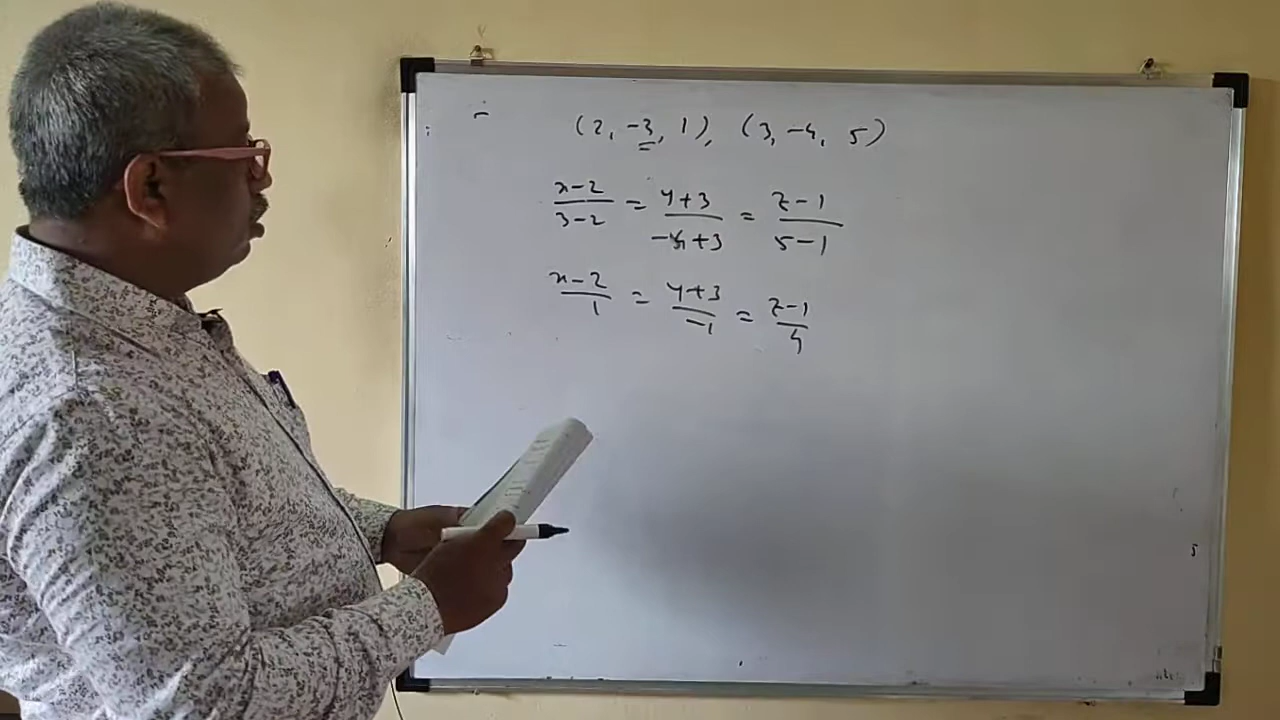 (2, -3, 1), (3, -4, 5)
x-2/3-2 = y+3/-4+3 = z-1/5-1
x-2/1 = y+3/-1 = z-1/4